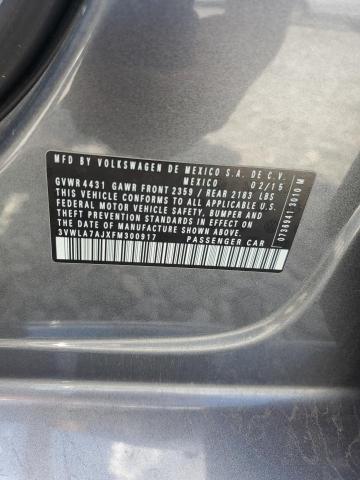 MFD BY VOLKSWAGEN DE MEXICO S.A. DE C.V.
MEXICO 02/15
GVWR 4431 GAWR FRONT 2359 / REAR 2183 LBS
THIS VEHICLE CONFORMS TO ALL APPLICABLE
FEDERAL MOTOR VEHICLE SAFETY, BUMPER AND
THEFT PREVENTION STANDARDS IN EFFECT ON
THE DATE OF MANUFACTURE SHOWN ABOVE U.S.A.
3VWLA7AJXFM300917 PASSENGER CAR
0736941 3010 M